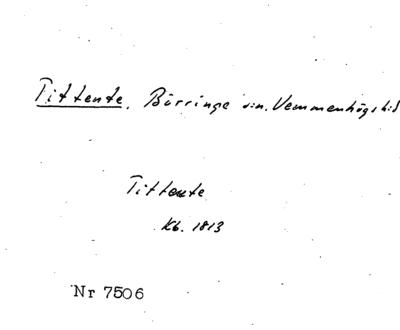 Tittente, Börringe sn. Vemmenhögs hd
Tittente
Kb. 1813
Nr 7506